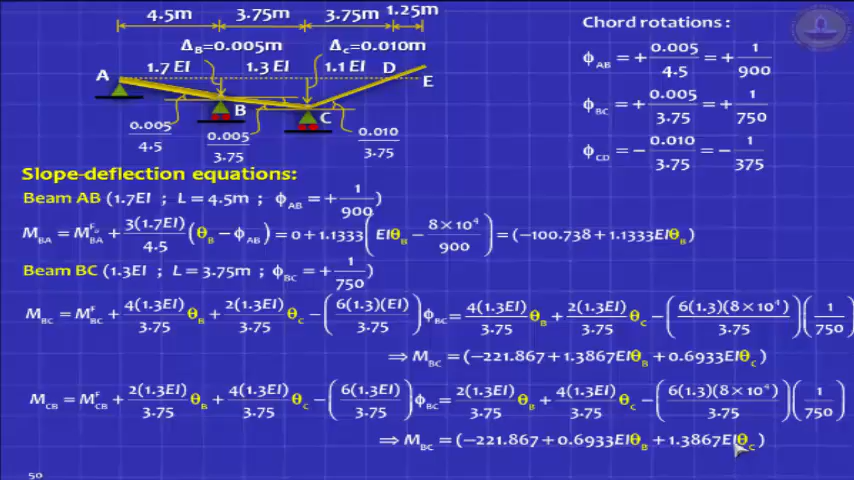 4.5m 3.75m 3.75m 1.25m
Δ_B=0.005m Δ_C=0.010m
1.7 EI 1.3 EI 1.1 EI D
A B C E
0.005/4.5 0.005/3.75 0.010/3.75
Chord rotations :
ϕ_AB = + 0.005/4.5 = + 1/900
ϕ_BC = + 0.005/3.75 = + 1/750
ϕ_CD = − 0.010/3.75 = − 1/375
Slope-deflection equations:
Beam AB (1.7EI ; L = 4.5m ; ϕ_AB = + 1/900)
M_BA = M^F_o_BA + 3(1.7EI)/4.5 (θ_B − ϕ_AB) = 0 + 1.1333 (EIθ_B − 8×10^4/900) = (−100.738 + 1.1333EIθ_B)
Beam BC (1.3EI ; L = 3.75m ; ϕ_BC = + 1/750)
M_BC = M^F_BC + 4(1.3EI)/3.75 θ_B + 2(1.3EI)/3.75 θ_C − (6(1.3)(EI)/3.75) ϕ_BC = 4(1.3EI)/3.75 θ_B + 2(1.3EI)/3.75 θ_C − (6(1.3)(8×10^4)/3.75)(1/750)
⇒ M_BC = (−221.867 + 1.3867EIθ_B + 0.6933EIθ_C)
M_CB = M^F_CB + 2(1.3EI)/3.75 θ_B + 4(1.3EI)/3.75 θ_C − (6(1.3EI)/3.75) ϕ_BC = 2(1.3EI)/3.75 θ_B + 4(1.3EI)/3.75 θ_C − (6(1.3)(8×10^4)/3.75)(1/750)
⇒ M_BC = (−221.867 + 0.6933EIθ_B + 1.3867EIθ_C)
50